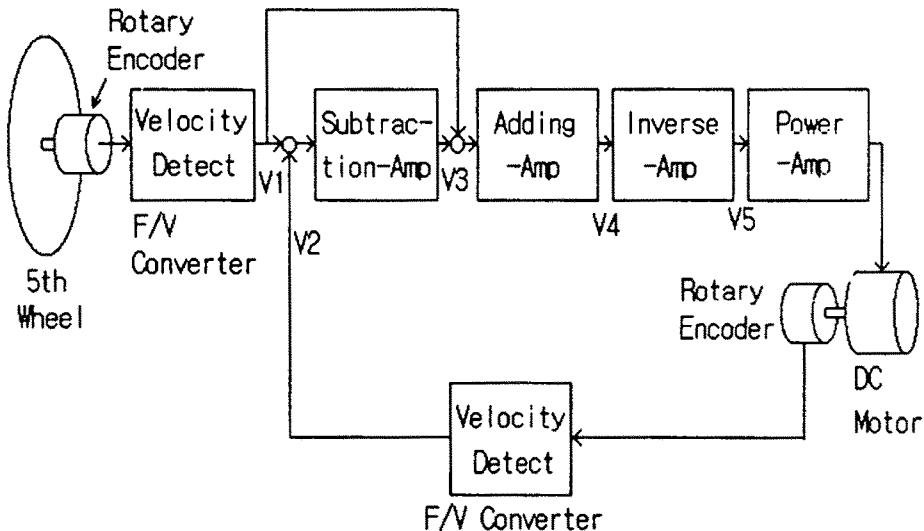 Rotary
Encoder
Velocity
Detect
Subtrac-
tion-Amp
Adding
-Amp
Inverse
-Amp
Power
-Amp
V1
V3
V4
V5
F/V
Converter
V2
5th
Wheel
Rotary
Encoder
DC
Motor
Velocity
Detect
F/V Converter